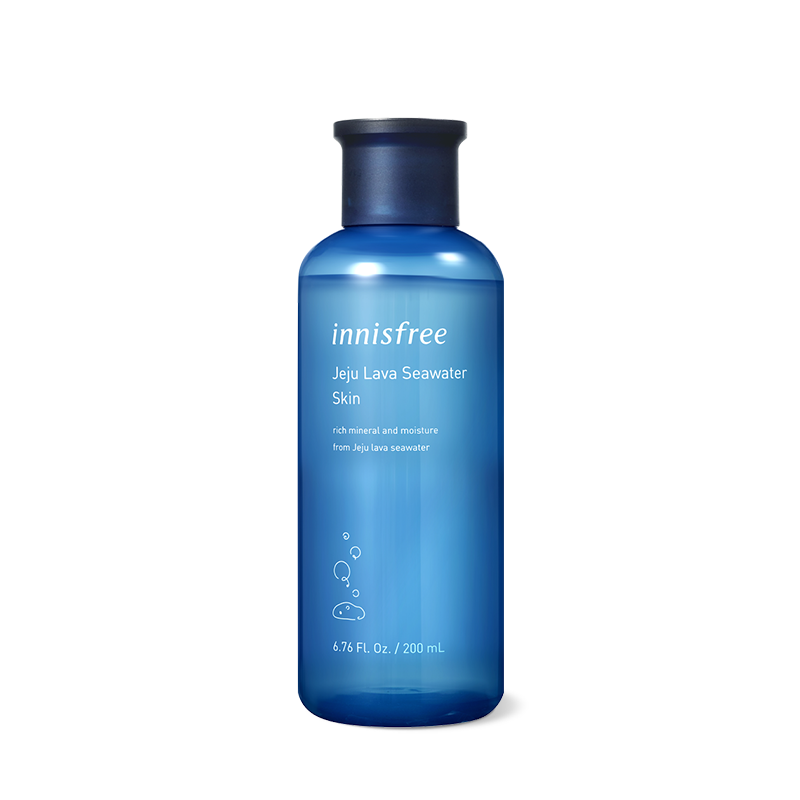 innisfree
Jeju Lava Seawater
Skin
rich mineral and moisture
from Jeju lava seawater
6.76 Fl. Oz. / 200 mL